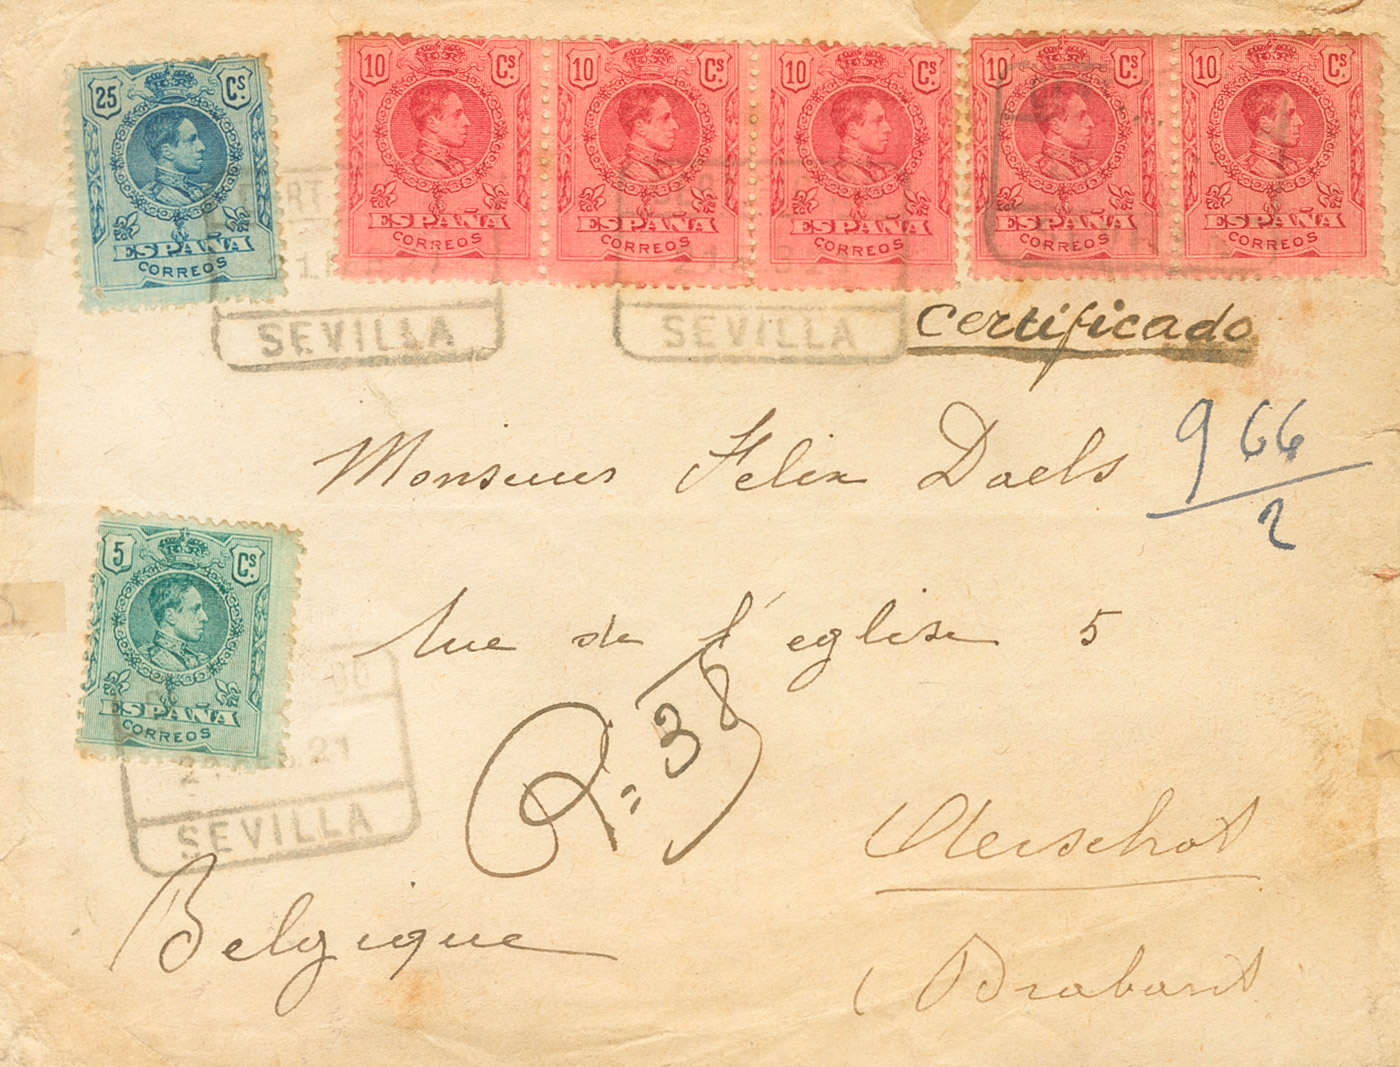 25 Cs.
ESPAÑA
CORREOS
10 Cs.
ESPAÑA
CORREOS
10 Cs.
ESPAÑA
CORREOS
10 Cs.
ESPAÑA
CORREOS
10 Cs.
ESPAÑA
CORREOS
10 Cs.
ESPAÑA
CORREOS
SEVILLA
SEVILLA
Certificado
Monsieur Felix Daels
966
2
5 Cs.
ESPAÑA
CORREOS
21
SEVILLA
Rue de l'eglise 5
R = 38
Aerschot
Belgique
(Brabant